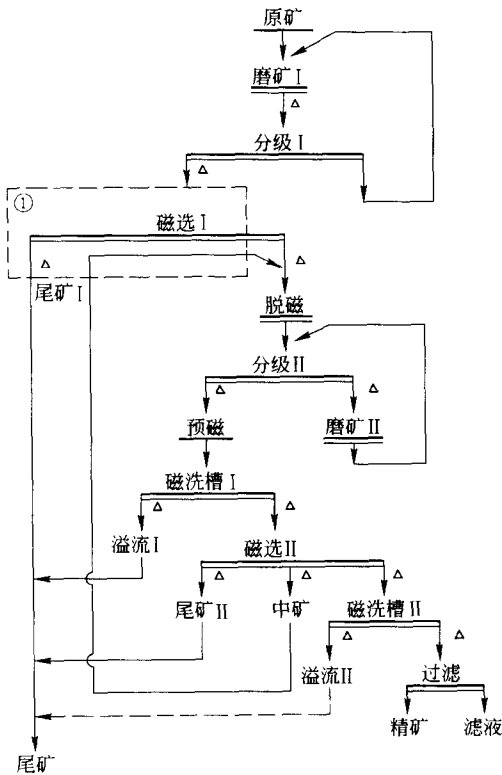 原矿
磨矿Ⅰ
分级Ⅰ
①
磁选Ⅰ
尾矿Ⅰ
脱磁
分级Ⅱ
预磁
磨矿Ⅱ
磁洗槽Ⅰ
溢流Ⅰ
磁选Ⅱ
尾矿Ⅱ
中矿
磁洗槽Ⅱ
溢流Ⅱ
过滤
精矿
滤液
尾矿